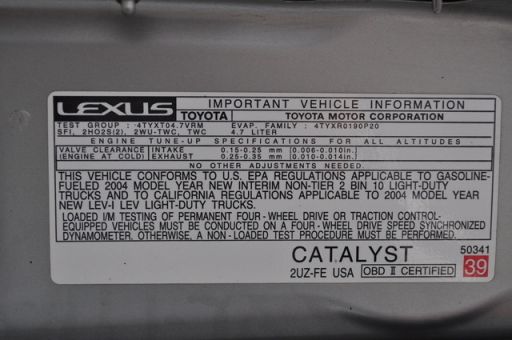 LEXUS IMPORTANT VEHICLE INFORMATION
TOYOTA TOYOTA MOTOR CORPORATION
TEST GROUP : 4TYXT04.7VRM EVAP. FAMILY : 4TYXR0190P20
SFI, 2HO2S(2), 2WU-TWC, TWC 4.7 LITER
ENGINE TUNE-UP SPECIFICATIONS FOR ALL ALTITUDES
VALVE CLEARANCE INTAKE 0.15-0.25 mm (0.006-0.010in.)
(ENGINE AT COLD) EXHAUST 0.25-0.35 mm (0.010-0.014in.)
NO OTHER ADJUSTMENTS NEEDED.
THIS VEHICLE CONFORMS TO U.S. EPA REGULATIONS APPLICABLE TO GASOLINE-
FUELED 2004 MODEL YEAR NEW INTERIM NON-TIER 2 BIN 10 LIGHT-DUTY
TRUCKS AND TO CALIFORNIA REGULATIONS APPLICABLE TO 2004 MODEL YEAR
NEW LEV-I LEV LIGHT-DUTY TRUCKS.
LOADED I/M TESTING OF PERMANENT FOUR-WHEEL DRIVE OR TRACTION CONTROL-
EQUIPPED VEHICLES MUST BE CONDUCTED ON A FOUR-WHEEL DRIVE SPEED SYNCHRONIZED
DYNAMOMETER. OTHERWISE, A NON-LOADED TEST PROCEDURE MUST BE PERFORMED.
CATALYST 50341
2UZ-FE USA OBD II CERTIFIED 39